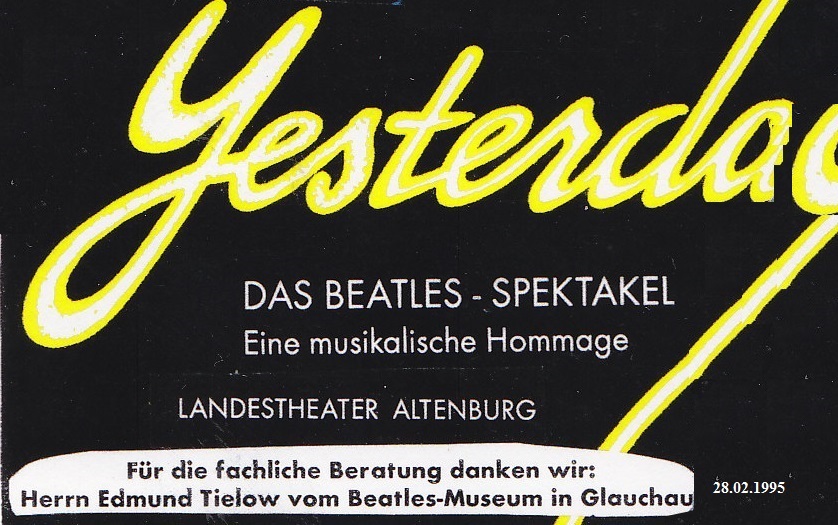 Yesterday
DAS BEATLES - SPEKTAKEL
Eine musikalische Hommage
LANDESTHEATER ALTENBURG
Für die fachliche Beratung danken wir:
Herrn Edmund Tielow vom Beatles-Museum in Glauchau
28.02.1995